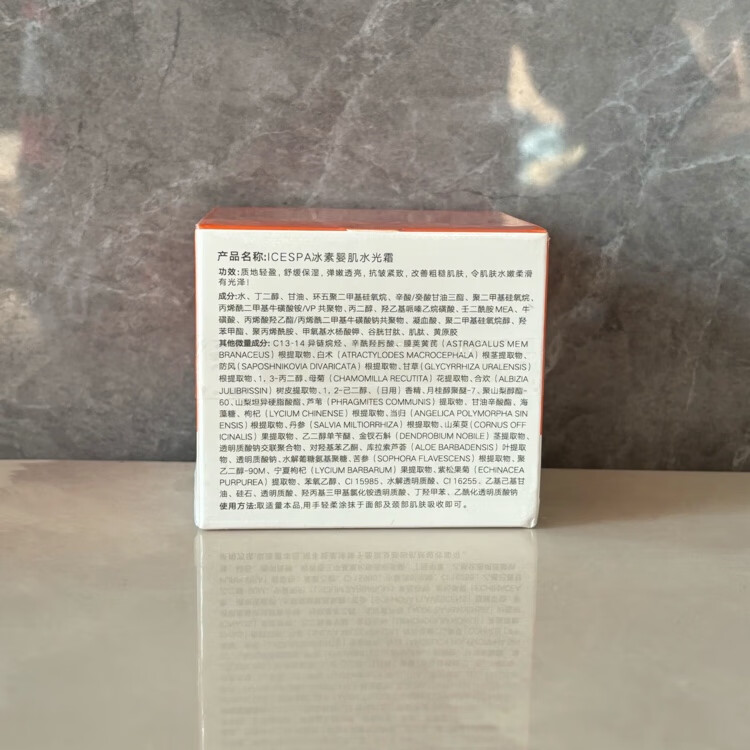 产品名称:ICESPA冰素婴肌水光霜
功效:质地轻盈,舒缓保湿,弹嫩透亮,抗皱紧致,改善粗糙肌肤,令肌肤水嫩柔滑
有光泽!
成分:水、丁二醇、甘油、环五聚二甲基硅氧烷、辛酸/癸酸甘油三酯、聚二甲基硅氧烷、
丙烯酰二甲基牛磺酸铵/VP 共聚物、丙二醇、羟乙基哌嗪乙烷磺酸、壬二酰胺MEA、牛
磺酸、丙烯酸羟乙酯/丙烯酰二甲基牛磺酸钠共聚物、凝血酸、聚二甲基硅氧烷醇、羟
苯甲酯、聚丙烯酰胺、甲氧基水杨酸钾、谷胱甘肽、肌肽、黄原胶
其他微量成分: C13-14 异链烷烃、辛酰羟肟酸、膜荚黄芪(ASTRAGALUS MEM
BRANACEUS)根提取物、白术(ATRACTYLODES MACROCEPHALA)根茎提取物、
防风(SAPOSHNIKOVIA DIVARICATA)根提取物、甘草(GLYCYRRHIZA URALENSIS)
根提取物、1, 3-丙二醇、母菊(CHAMOMILLA RECUTITA)花提取物、合欢(ALBIZIA
JULIBRISSIN)树皮提取物、1, 2-己二醇、(日用)香精、月桂醇聚醚-7、聚山梨醇酯-
60、山梨坦异硬脂酸酯、芦苇(PHRAGMITES COMMUNIS)提取物、甘油辛酸酯、海
藻糖、枸杞(LYCIUM CHINENSE)根提取物、当归(ANGELICA POLYMORPHA SIN
ENSIS)根提取物、丹参(SALVIA MILTIORRHIZA)根提取物、山茱萸(CORNUS OFF
ICINALIS)果提取物、乙二醇单苄醚、金钗石斛(DENDROBIUM NOBILE)茎提取物、
透明质酸钠交联聚合物、对羟基苯乙酮、库拉索芦荟(ALOE BARBADENSIS)叶提取
物、透明质酸钠、水解葡糖氨基聚糖、苦参(SOPHORA FLAVESCENS)根提取物、聚
乙二醇-90M、宁夏枸杞(LYCIUM BARBARUM)果提取物、紫松果菊(ECHINACEA
PURPUREA)提取物、苯氧乙醇、CI 15985、水解透明质酸、CI 16255、乙基己基甘
油、硅石、透明质酸、羟丙基三甲基氯化铵透明质酸、丁羟甲苯、乙酰化透明质酸钠
使用方法:取适量本品,用手轻柔涂抹于面部及颈部肌肤吸收即可。